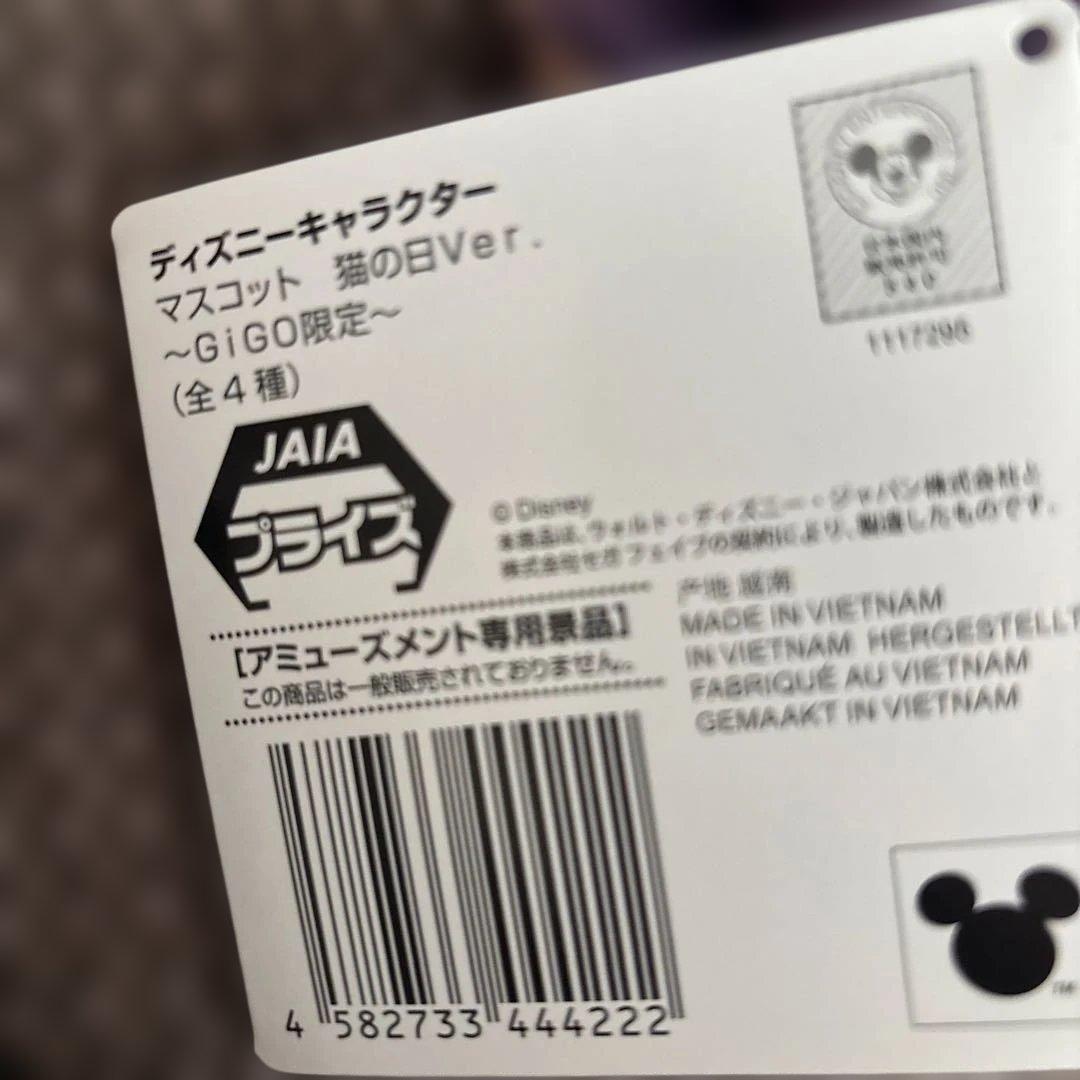 ディズニーキャラクター
マスコット 猫の日Ver.
~GiGO限定~
(全4種)
1117296
JAIA
プライズ
© Disney
本商品は、ウォルト・ディズニー・ジャパン株式会社と
株式会社セガ フェイブの契約により、製造したものです。
産地 越南
MADE IN VIETNAM
IN VIETNAM HERGESTELLT
FABRIQUÉ AU VIETNAM
GEMAAKT IN VIETNAM
【アミューズメント専用景品】
この商品は一般販売されておりません。
4 582733 444222
TM